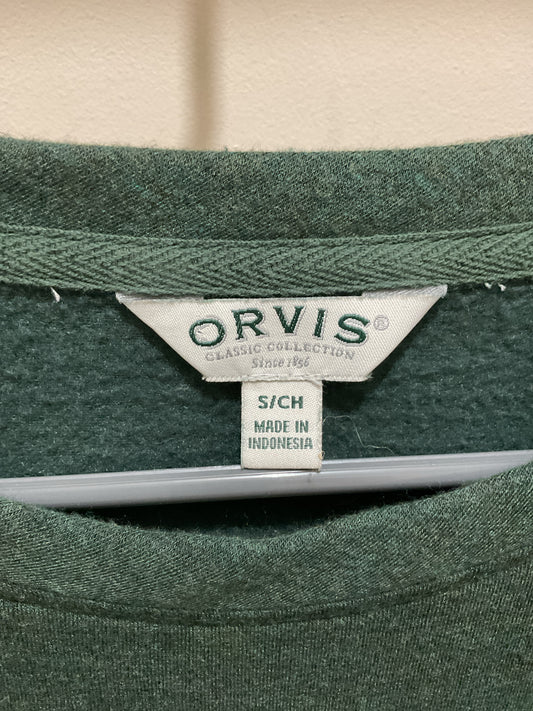 ORVIS®
CLASSIC COLLECTION
Since 1856
S/CH
MADE IN
INDONESIA